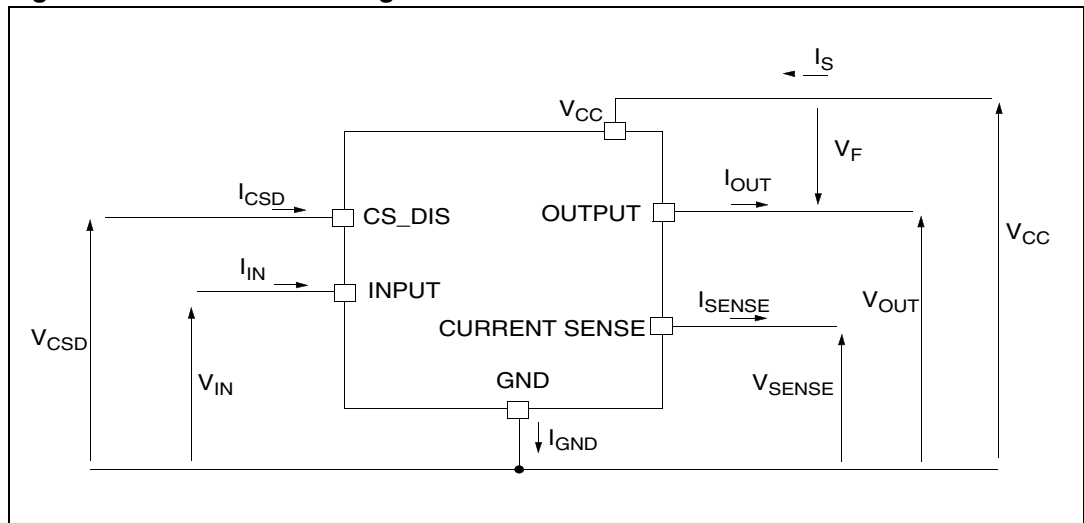 I_S
V_CC
V_F
I_OUT
I_CSD
CS_DIS
OUTPUT
V_CC
I_IN
INPUT
I_SENSE
V_OUT
CURRENT SENSE
V_CSD
V_IN
GND
V_SENSE
I_GND